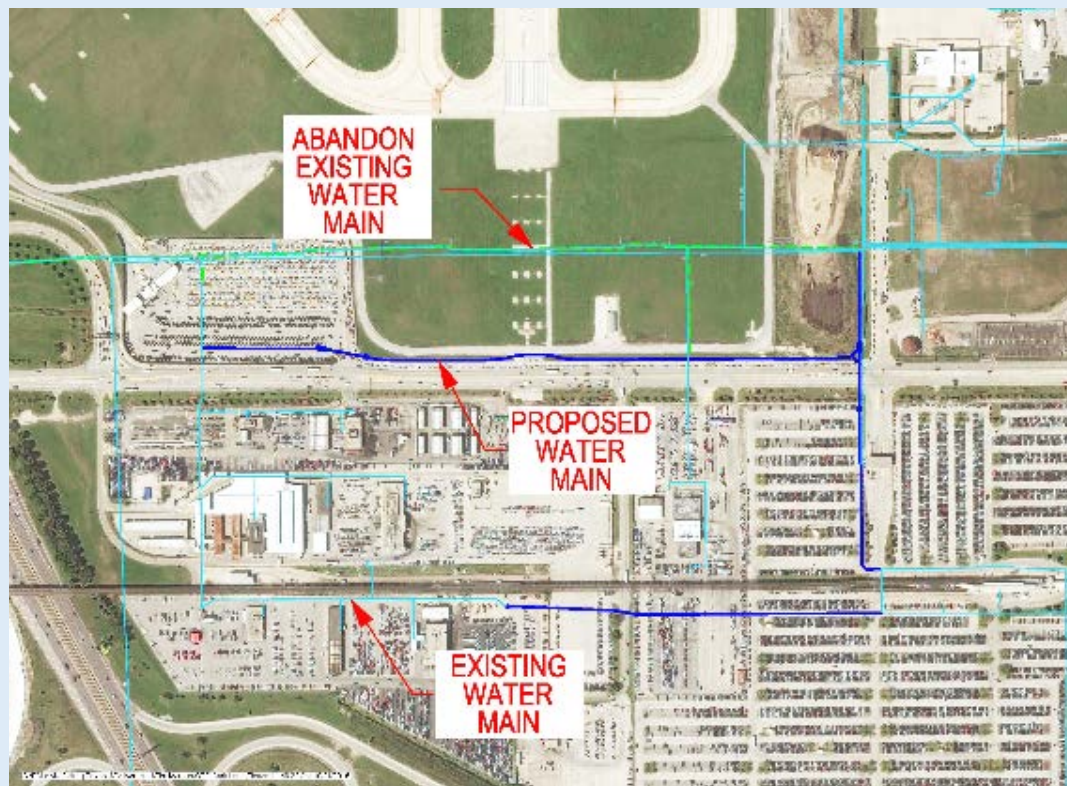 ABANDON
EXISTING
WATER
MAIN
PROPOSED
WATER
MAIN
EXISTING
WATER
MAIN